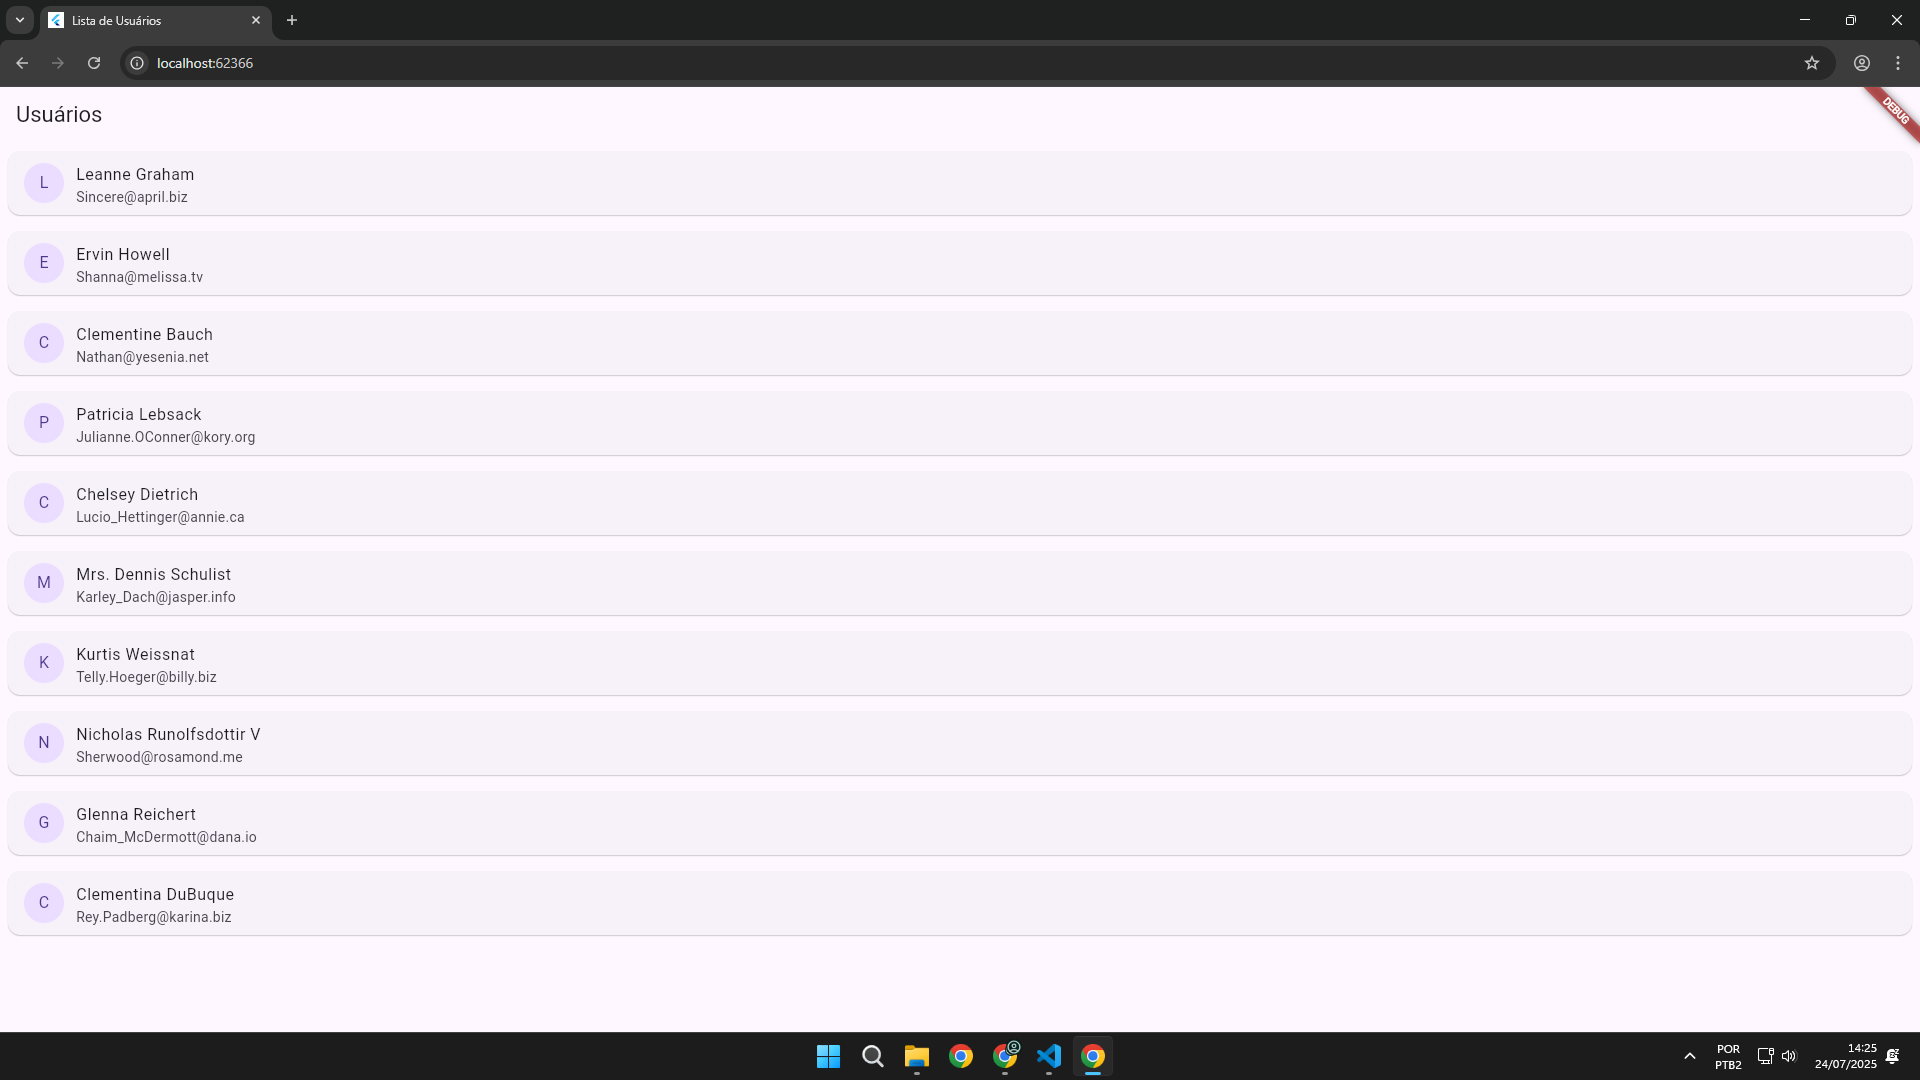 Lista de Usuários
localhost:62366
Usuários
DEBUG
L
Leanne Graham
Sincere@april.biz
E
Ervin Howell
Shanna@melissa.tv
C
Clementine Bauch
Nathan@yesenia.net
P
Patricia Lebsack
Julianne.OConner@kory.org
C
Chelsey Dietrich
Lucio_Hettinger@annie.ca
M
Mrs. Dennis Schulist
Karley_Dach@jasper.info
K
Kurtis Weissnat
Telly.Hoeger@billy.biz
N
Nicholas Runolfsdottir V
Sherwood@rosamond.me
G
Glenna Reichert
Chaim_McDermott@dana.io
C
Clementina DuBuque
Rey.Padberg@karina.biz
POR
PTB2
14:25
24/07/2025